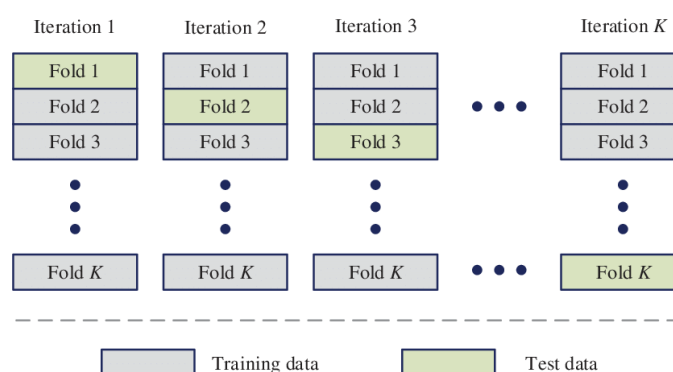 Iteration 1 Iteration 2 Iteration 3 Iteration K
Fold 1 Fold 1 Fold 1 Fold 1
Fold 2 Fold 2 Fold 2 Fold 2
Fold 3 Fold 3 Fold 3 Fold 3
Fold K Fold K Fold K Fold K
Training data Test data